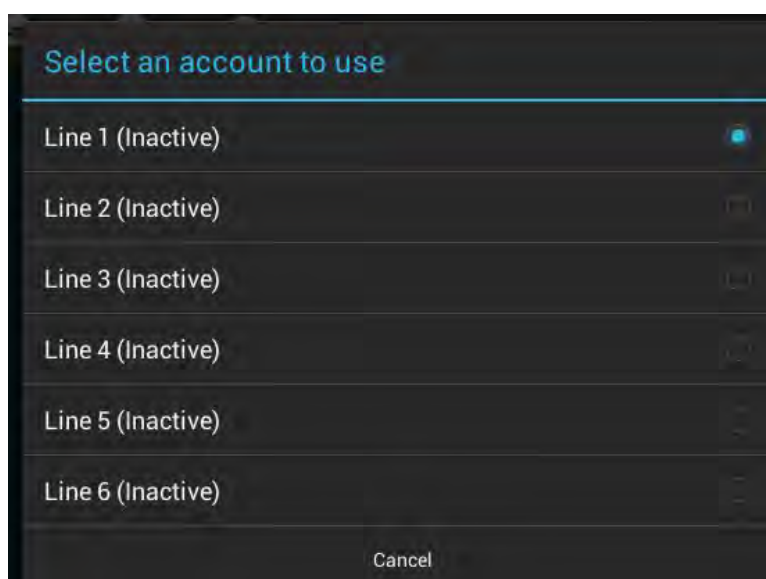 Select an account to use
Line 1 (Inactive)
Line 2 (Inactive)
Line 3 (Inactive)
Line 4 (Inactive)
Line 5 (Inactive)
Line 6 (Inactive)
Cancel